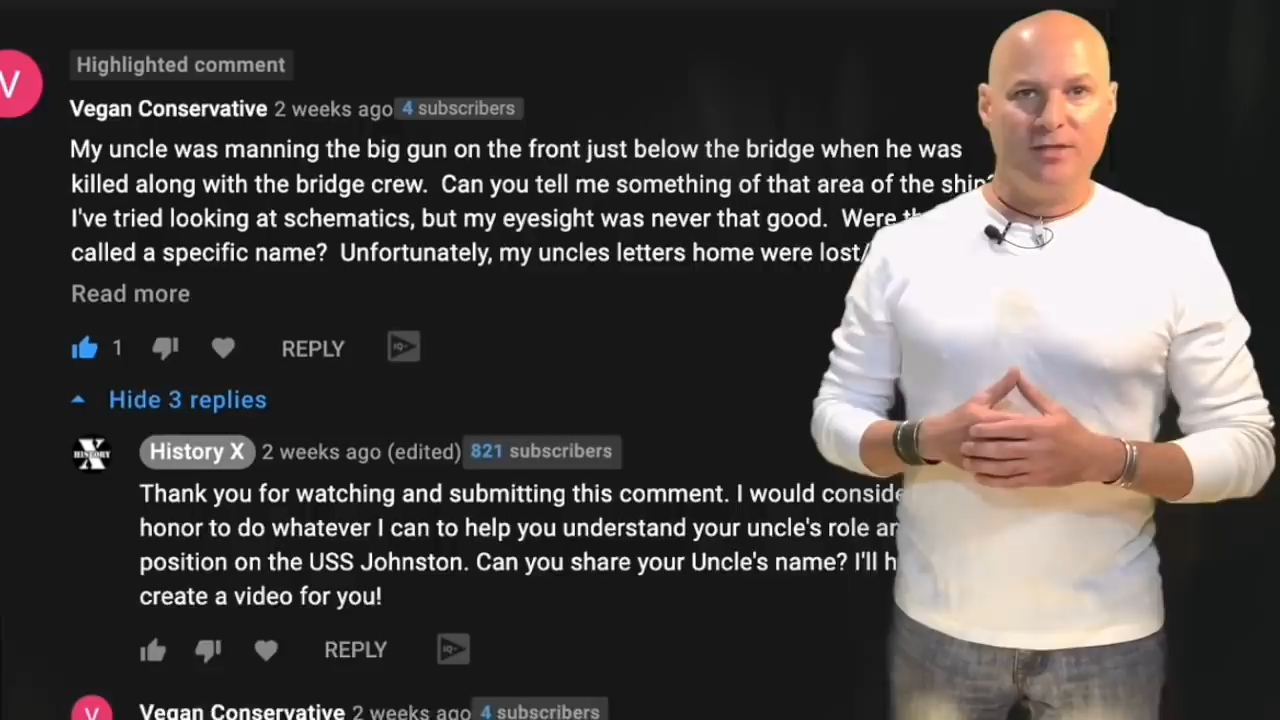 V
Highlighted comment
Vegan Conservative 2 weeks ago 4 subscribers
My uncle was manning the big gun on the front just below the bridge when he was
killed along with the bridge crew. Can you tell me something of that area of the ship?
I've tried looking at schematics, but my eyesight was never that good. Were
called a specific name? Unfortunately, my uncles letters home were lost/
Read more
1
REPLY
IQ
Hide 3 replies
X
HISTORY
History X 2 weeks ago (edited) 821 subscribers
Thank you for watching and submitting this comment. I would
honor to do whatever I can to help you understand your uncle's role
position on the USS Johnston. Can you share your Uncle's name? I'll
create a video for you!
REPLY
IQ
V
Vegan Conservative 2 weeks ago 4 subscribers